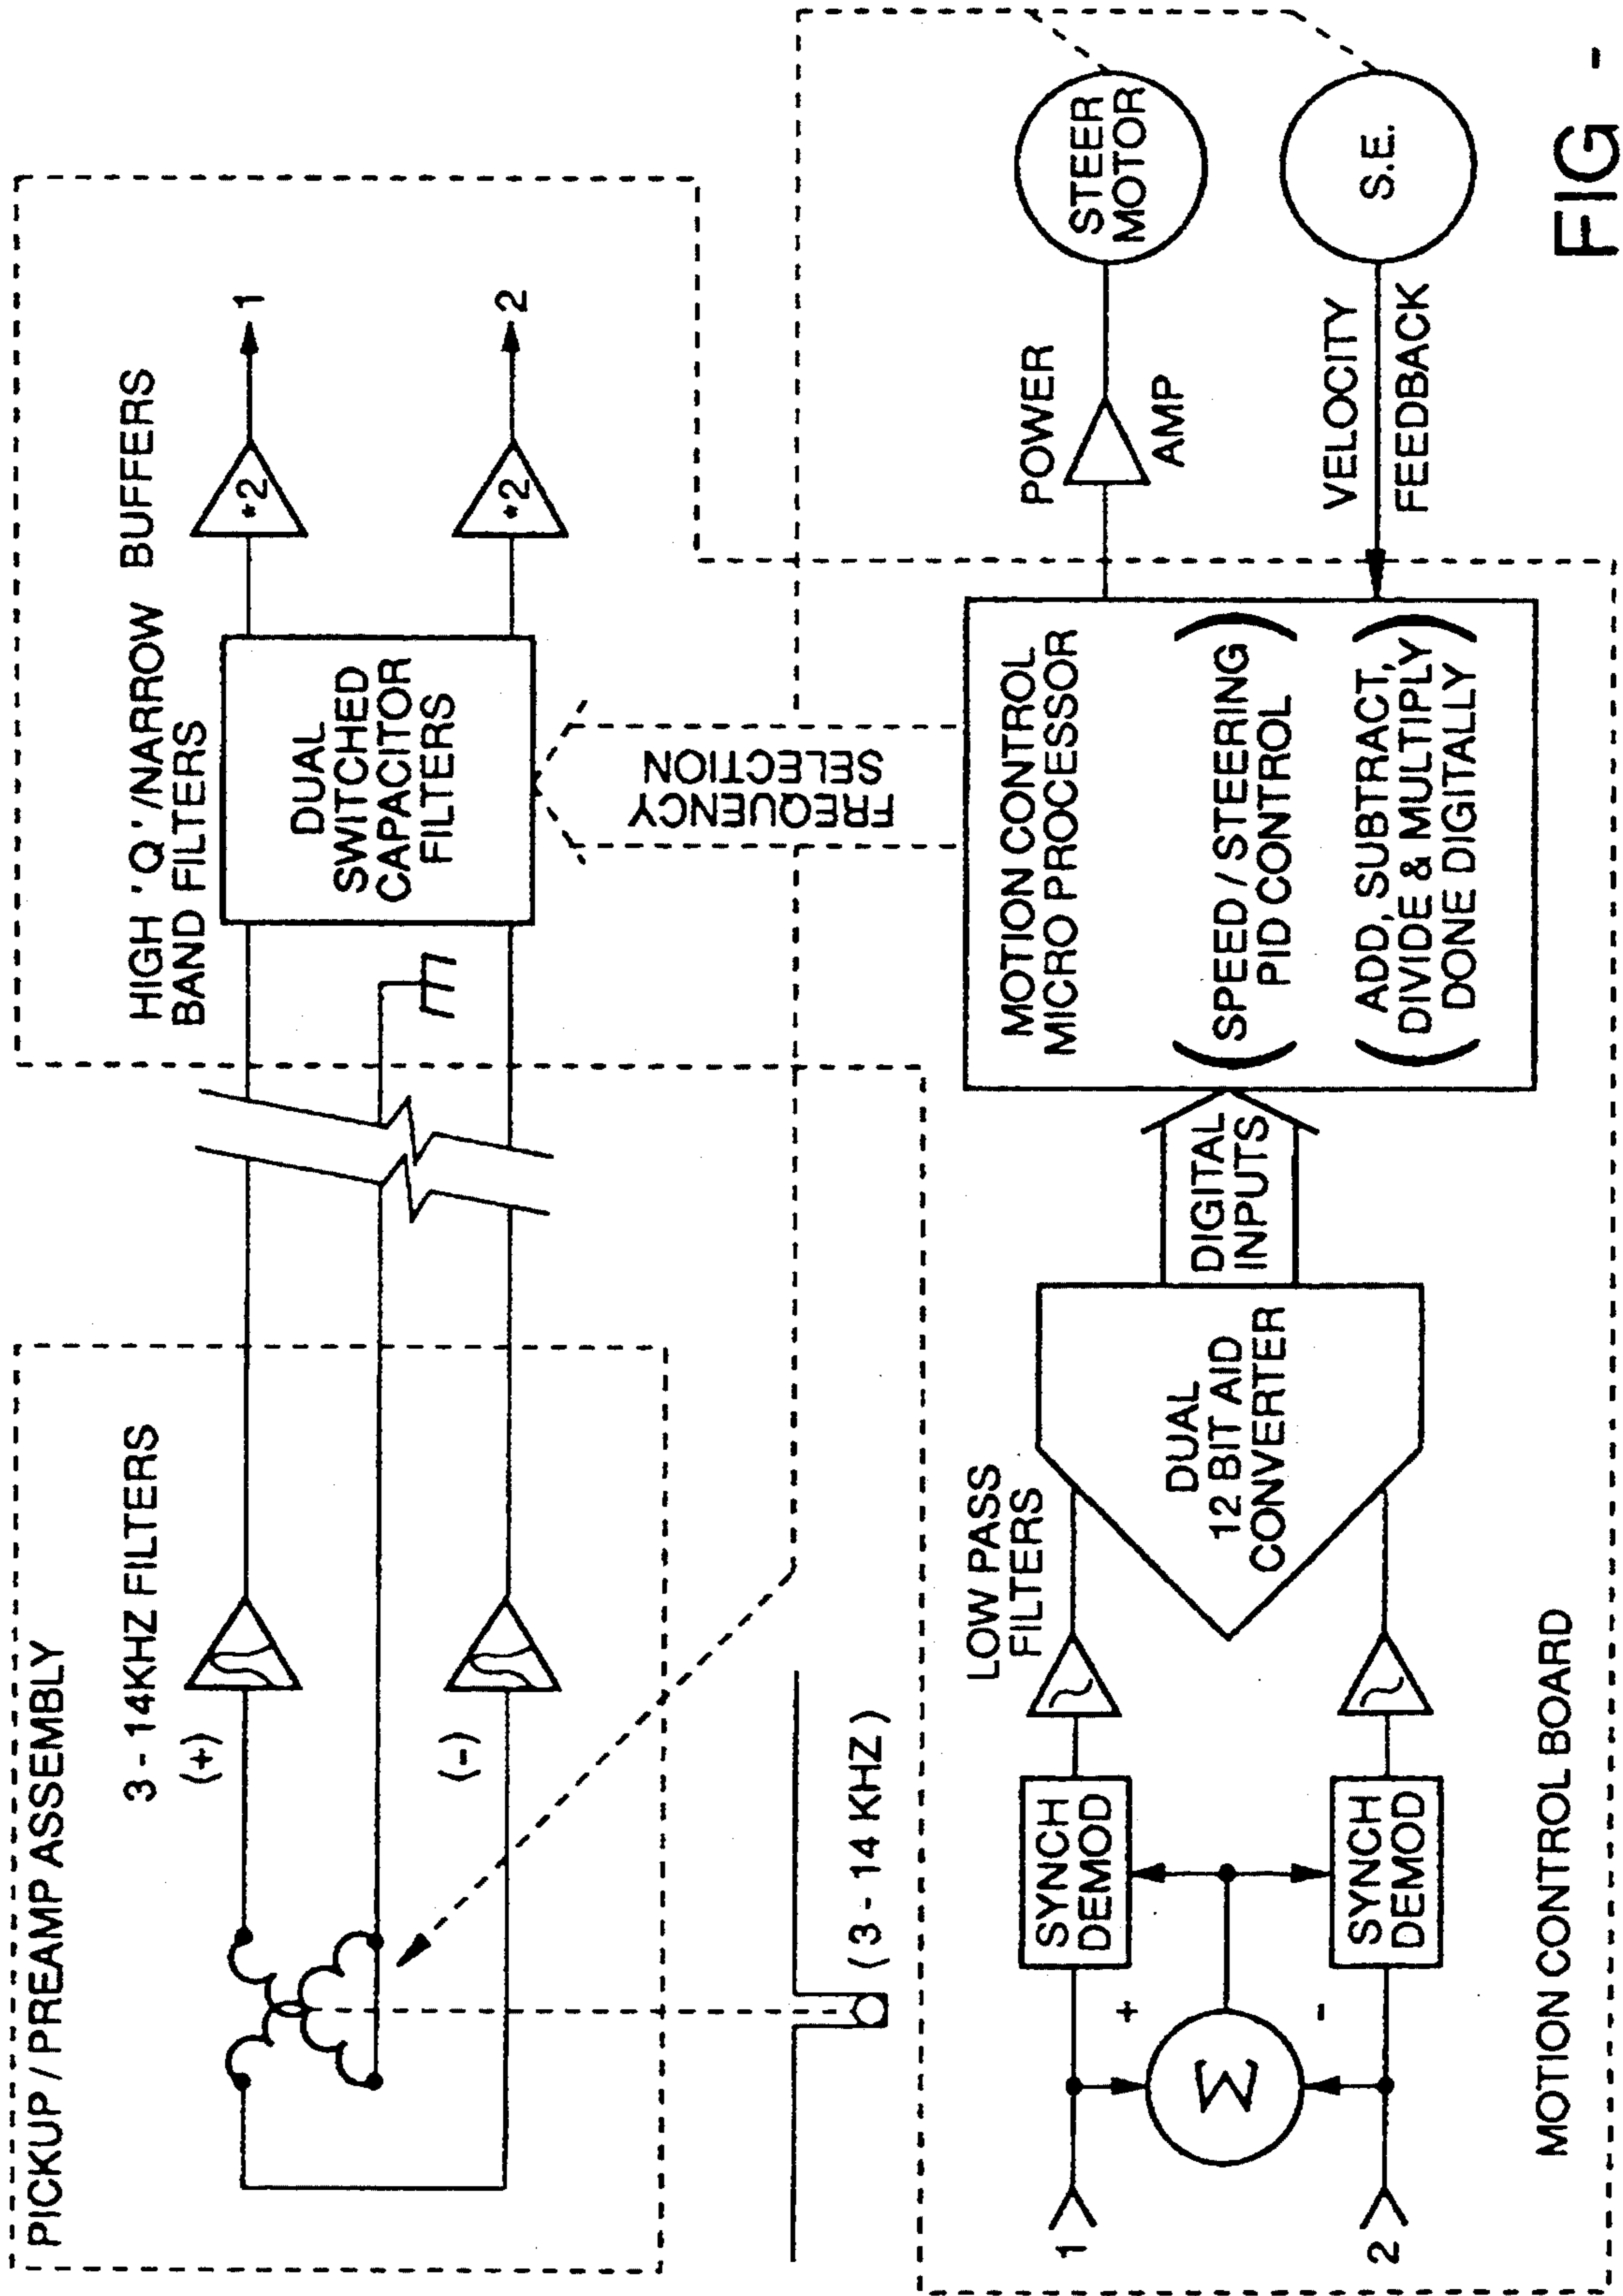 PICKUP / PREAMP ASSEMBLY
3 - 14KHZ FILTERS
(+)
(-)
HIGH 'Q'/NARROW
BAND FILTERS
BUFFERS
DUAL
SWITCHED
CAPACITOR
FILTERS
*2
1
*2
2
FREQUENCY
SELECTION
(3 - 14 KHZ)
1
2
+
-
Σ
SYNCH
DEMOD
SYNCH
DEMOD
LOW PASS
FILTERS
DUAL
12 BIT AID
CONVERTER
DIGITAL
INPUTS
MOTION CONTROL
MICRO PROCESSOR
(SPEED / STEERING
PID CONTROL)
(ADD, SUBTRACT,
DIVIDE & MULTIPLY
DONE DIGITALLY)
POWER
AMP
STEER
MOTOR
VELOCITY
FEEDBACK
S.E.
MOTION CONTROL BOARD
FIG -